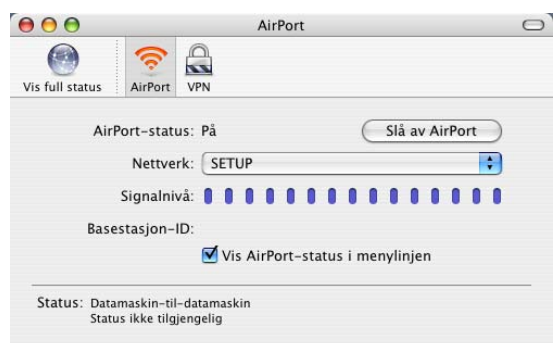 AirPort
Vis full status
AirPort
VPN
AirPort-status: På
Slå av AirPort
Nettverk: SETUP
Signalnivå:
Basestasjon-ID:
Vis AirPort-status i menylinjen
Status: Datamaskin-til-datamaskin
Status ikke tilgjengelig